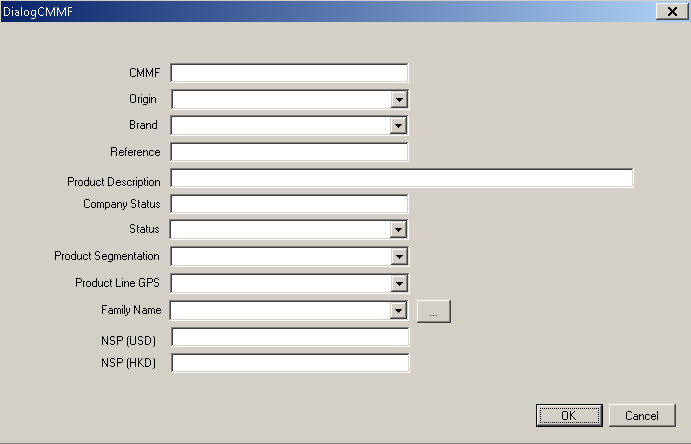 DialogCMMF
CMMF
Origin
Brand
Reference
Product Description
Company Status
Status
Product Segmentation
Product Line GPS
Family Name
...
NSP (USD)
NSP (HKD)
OK
Cancel